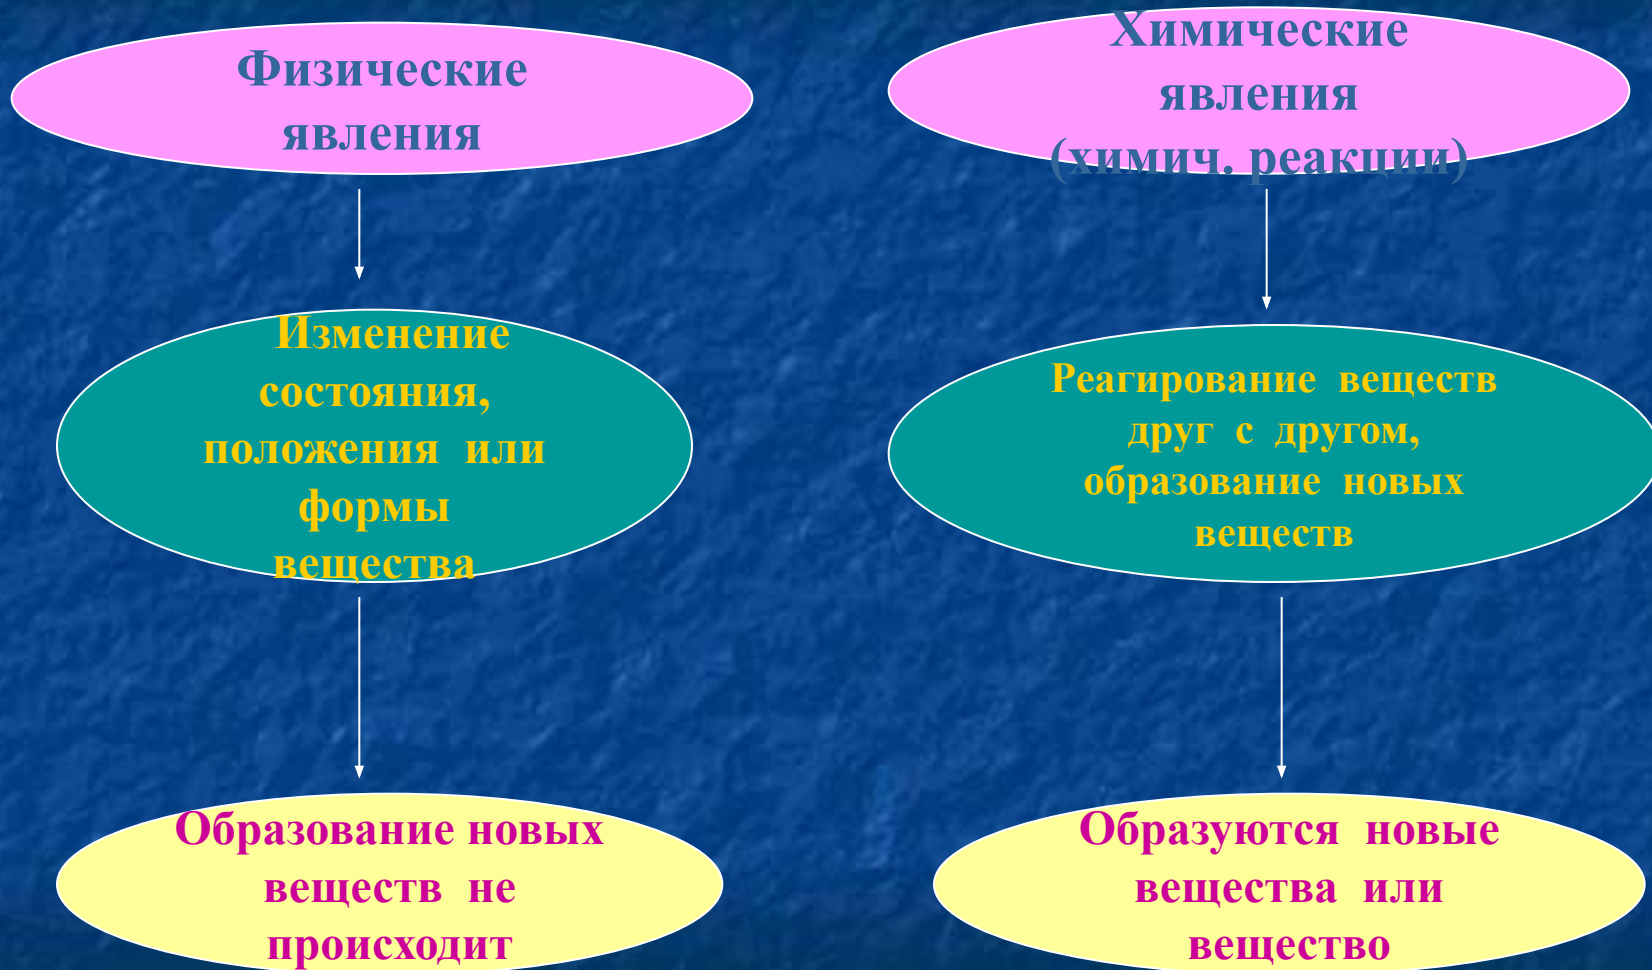 Физические
явления
Изменение
состояния,
положения или
формы
вещества
Образование новых
веществ не
происходит
Химические
явления
(химич. реакции)
Реагирование веществ
друг с другом,
образование новых
веществ
Образуются новые
вещества или
вещество